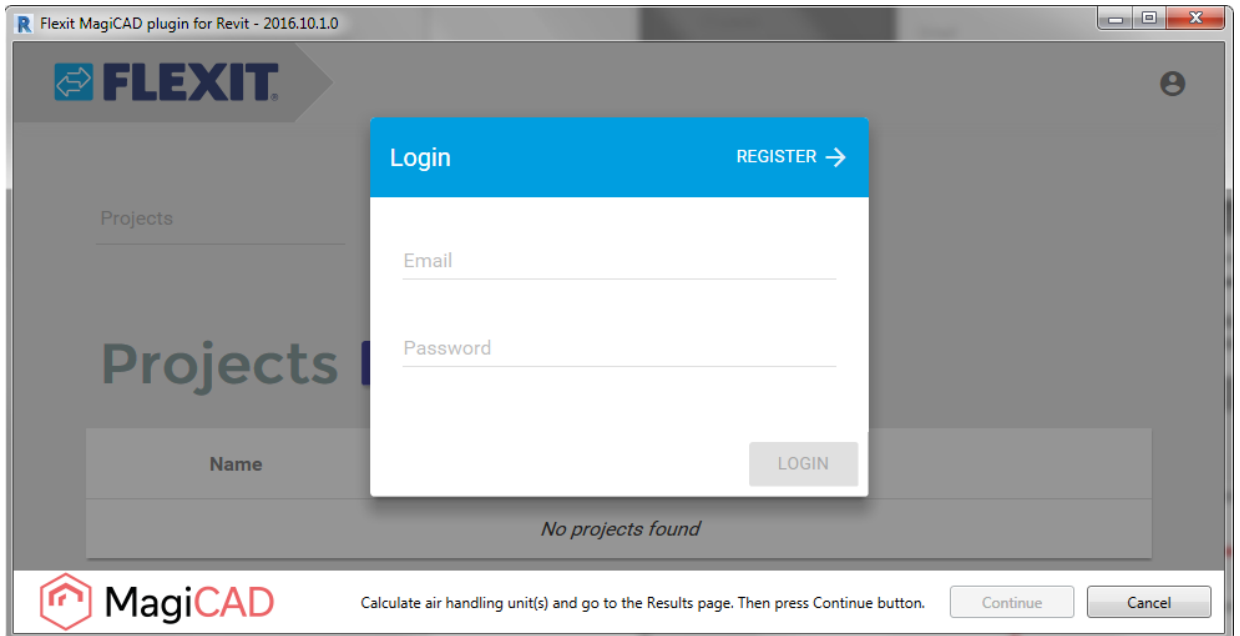 Flexit MagiCAD plugin for Revit - 2016.10.1.0
FLEXIT®
Login
REGISTER
Projects
Email
Password
Projects
LOGIN
Name
No projects found
MagiCAD
Calculate air handling unit(s) and go to the Results page. Then press Continue button.
Continue
Cancel